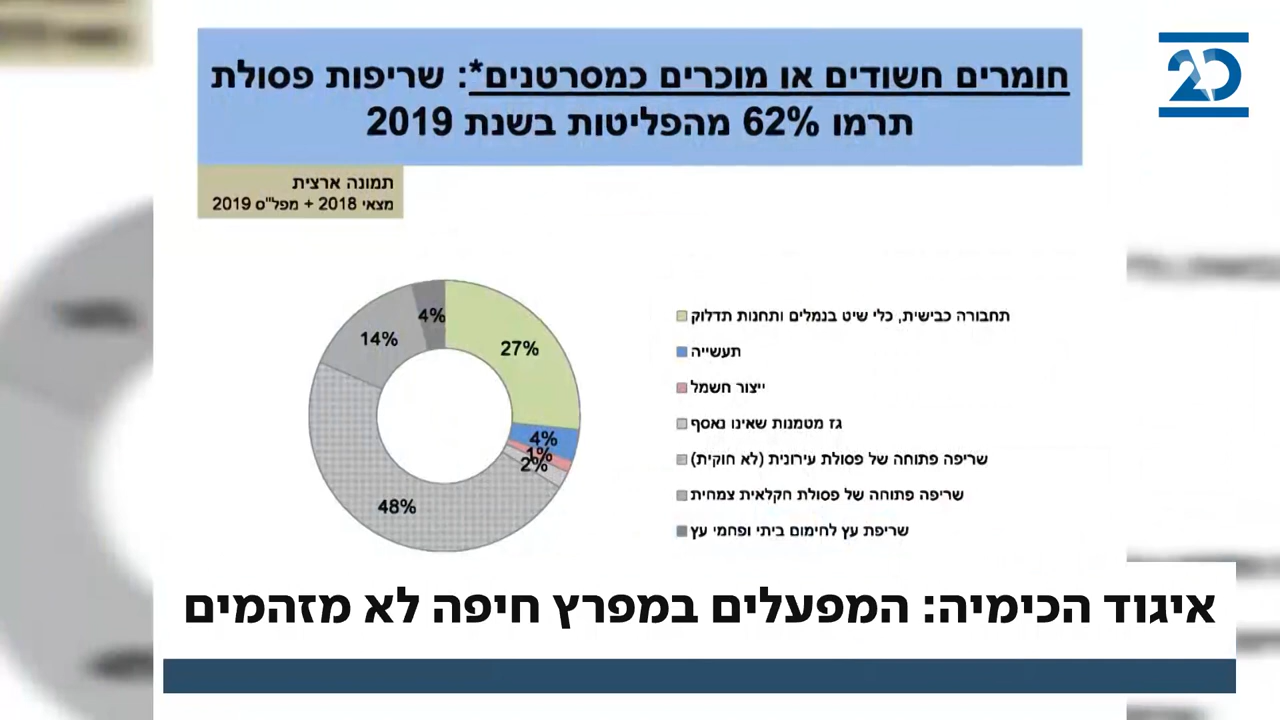 חומרים חשודים או מוכרים כמסרטנים*: שריפות פסולת
תרמו 62% מהפליטות בשנת 2019
20
תמונה ארצית
מצאי 2018 + מפל"ס 2019
4%
14%
27%
4%
1%
2%
48%
תחבורה כבישית, כלי שיט בנמלים ותחנות תדלוק
תעשייה
ייצור חשמל
גז מטמנות שאינו נאסף
שריפה פתוחה של פסולת עירונית (לא חוקית)
שריפה פתוחה של פסולת חקלאית צמחית
שריפת עץ לחימום ביתי ופחמי עץ
איגוד הכימיה: המפעלים במפרץ חיפה לא מזהמים